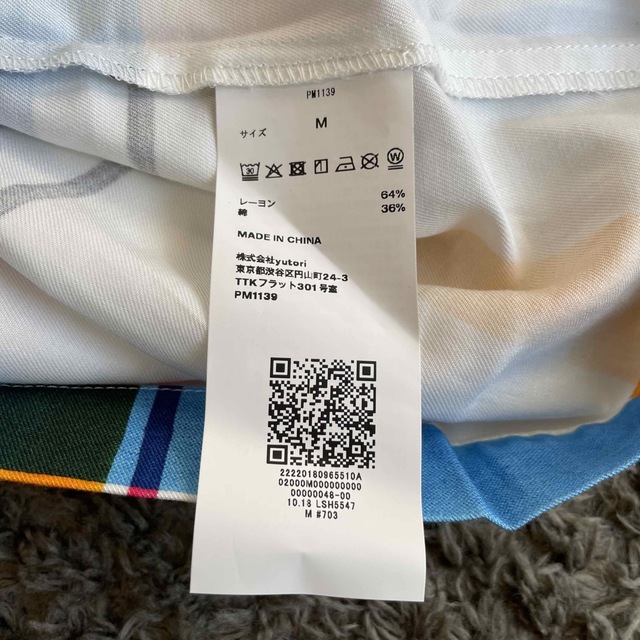 PM1139
サイズ M
レーヨン 64%
綿 36%
MADE IN CHINA
株式会社yutori
東京都渋谷区円山町24-3
TTKフラット301号室
PM1139
22220180965510A
02000M000000000
00000048-00
10.18 LSH5547
M #703